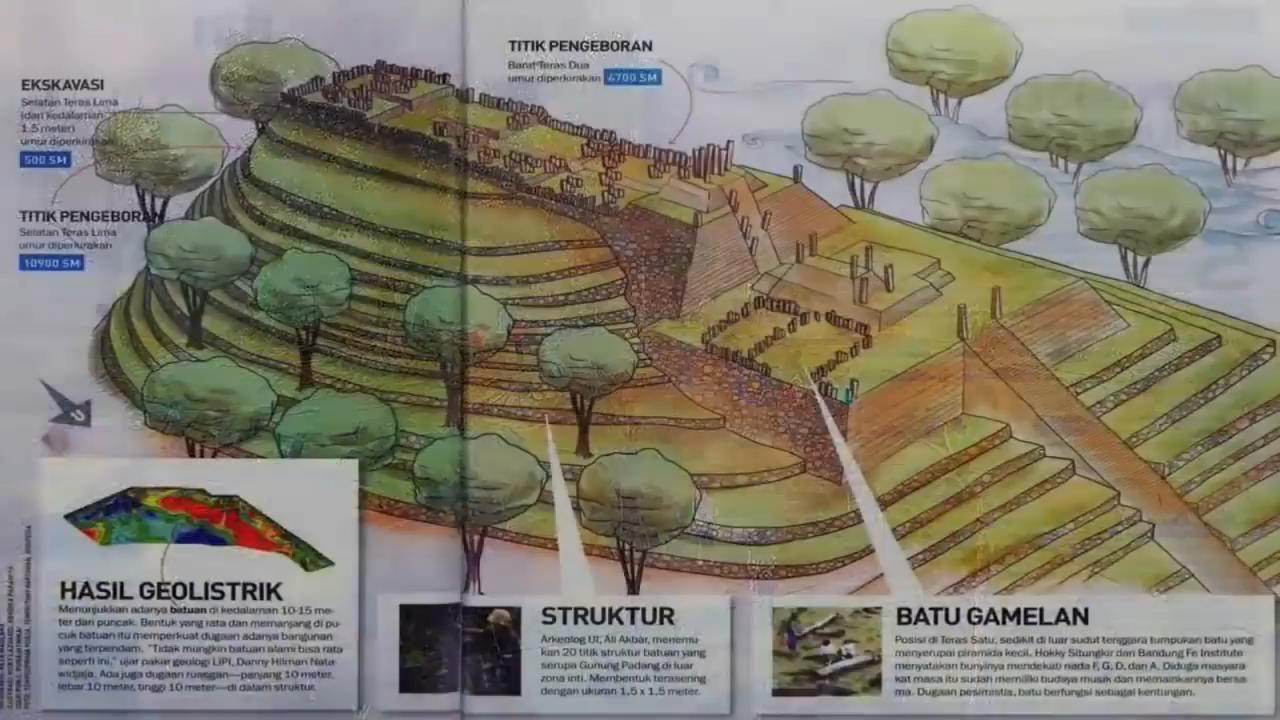 EKSKAVASI
Selatan Teras Lima
(dari kedalaman
1,5 meter)
umur diperkirakan
500 SM
TITIK PENGEBORAN
Selatan Teras Lima
umur diperkirakan
10900 SM
TITIK PENGEBORAN
Barat Teras Dua
umur diperkirakan 4700 SM
HASIL GEOLISTRIK
Menunjukkan adanya batuan di kedalaman 10-15 me-
ter dari puncak. Bentuk yang rata dan memanjang di pu-
cuk batuan itu memperkuat dugaan adanya bangunan
yang terpendam. "Tidak mungkin batuan alami bisa rata
seperti ini," ujar pakar geologi LIPI, Danny Hilman Nata-
widjaja. Ada juga dugaan ruangan—panjang 10 meter,
lebar 10 meter, tinggi 10 meter—di dalam struktur.
STRUKTUR
Arkeolog UI, Ali Akbar, menemu-
kan 20 titik struktur batuan yang
serupa Gunung Padang di luar
zona inti. Membentuk terasering
dengan ukuran 1,5 x 1,5 meter.
BATU GAMELAN
Posisi di Teras Satu, sedikit di luar sudut tenggara tumpukan batu yang
menyerupai piramida kecil. Hokky Situngkir dari Bandung Fe Institute
menyatakan bunyinya mendekati nada F, G, D, dan A. Diduga masyara-
kat masa itu sudah memiliki budaya musik dan memainkannya bersa-
ma. Dugaan pesimistis, batu berfungsi sebagai kentungan.